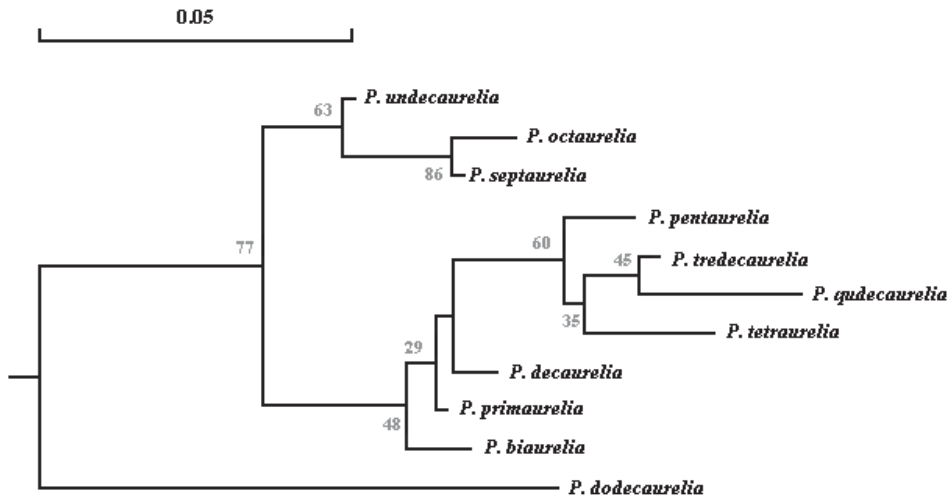 0.05
63
P. undecaurelia
P. octaurelia
86
P. septaurelia
P. pentaurelia
77
60
45
P. tredecaurelia
P. qudecaurelia
35
P. tetraurelia
29
P. decaurelia
P. primaurelia
48
P. biaurelia
P. dodecaurelia